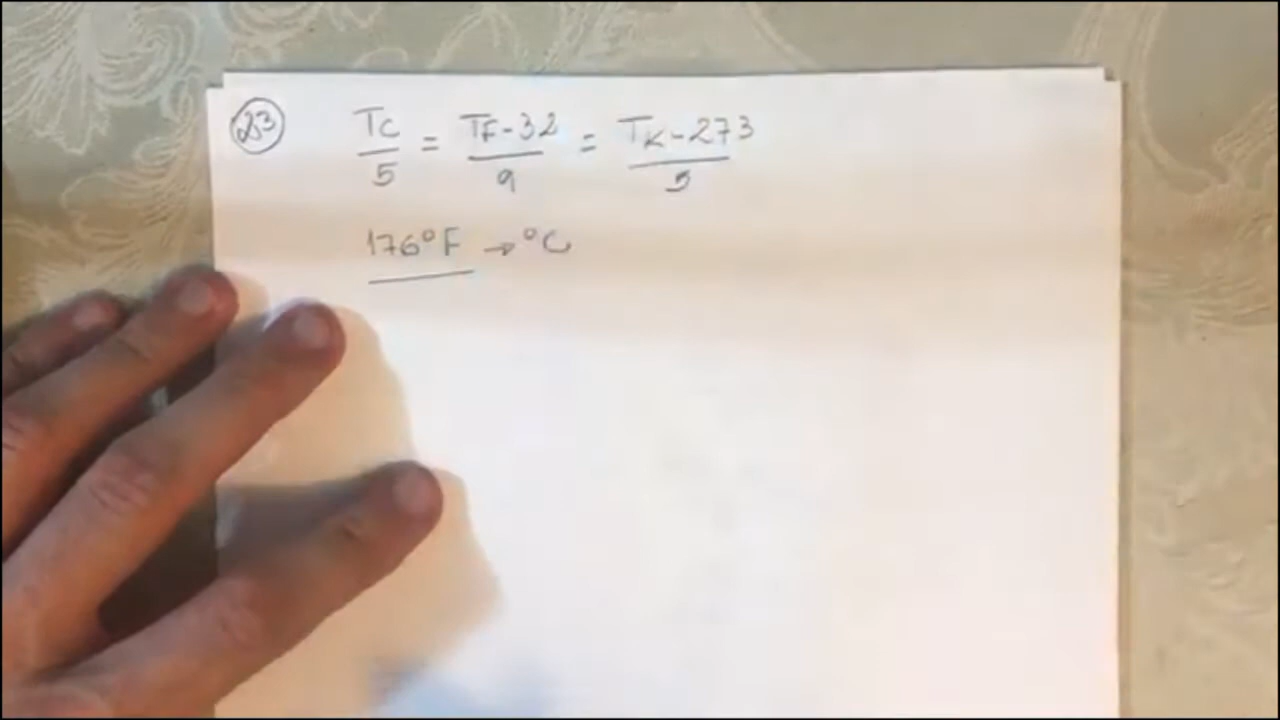 23 Tc/5 = TF-32/9 = TK-273/5
176°F → °C